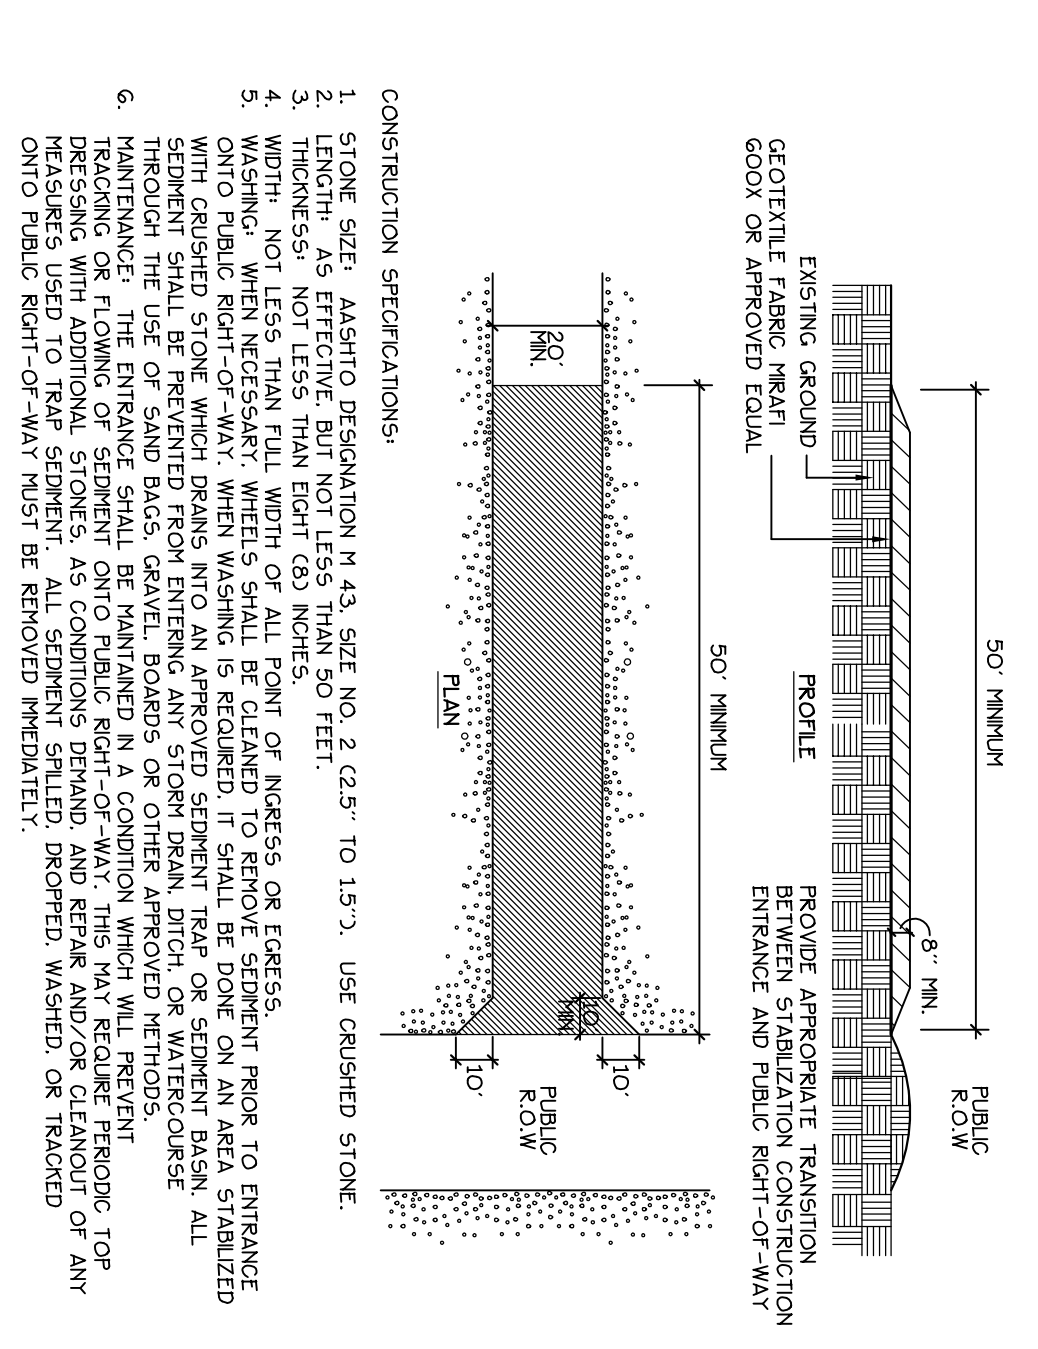 50' MINIMUM
PUBLIC
R.O.W
8" MIN.
EXISTING GROUND
GEOTEXTILE FABRIC MIRAFI
600X OR APPROVED EQUAL
PROFILE
PROVIDE APPROPRIATE TRANSITION
BETWEEN STABILIZATION CONSTRUCTION
ENTRANCE AND PUBLIC RIGHT-OF-WAY
50' MINIMUM
20'
MIN.
10
MIN.
10'
PUBLIC
R.O.W
10'
PLAN
CONSTRUCTION SPECIFICATIONS:
1. STONE SIZE: AASHTO DESIGNATION M 43, SIZE NO. 2 (2.5" TO 1.5"). USE CRUSHED STONE.
2. LENGTH: AS EFFECTIVE, BUT NOT LESS THAN 50 FEET.
3. THICKNESS: NOT LESS THAN EIGHT (8) INCHES.
4. WIDTH: NOT LESS THAN FULL WIDTH OF ALL POINT OF INGRESS OR EGRESS.
5. WASHING: WHEN NECESSARY, WHEELS SHALL BE CLEANED TO REMOVE SEDIMENT PRIOR TO ENTRANCE
ONTO PUBLIC RIGHT-OF-WAY. WHEN WASHING IS REQUIRED, IT SHALL BE DONE ON AN AREA STABILIZED
WITH CRUSHED STONE WHICH DRAINS INTO AN APPROVED SEDIMENT TRAP OR SEDIMENT BASIN. ALL
SEDIMENT SHALL BE PREVENTED FROM ENTERING ANY STORM DRAIN, DITCH, OR WATERCOURSE
THROUGH THE USE OF SAND BAGS, GRAVEL, BOARDS OR OTHER APPROVED METHODS.
6. MAINTENANCE: THE ENTRANCE SHALL BE MAINTAINED IN A CONDITION WHICH WILL PREVENT
TRACKING OR FLOWING OF SEDIMENT ONTO PUBLIC RIGHT-OF-WAY. THIS MAY REQUIRE PERIODIC TOP
DRESSING WITH ADDITIONAL STONES, AS CONDITIONS DEMAND, AND REPAIR AND/OR CLEANOUT OF ANY
MEASURES USED TO TRAP SEDIMENT. ALL SEDIMENT SPILLED, DROPPED, WASHED, OR TRACKED
ONTO PUBLIC RIGHT-OF-WAY MUST BE REMOVED IMMEDIATELY.